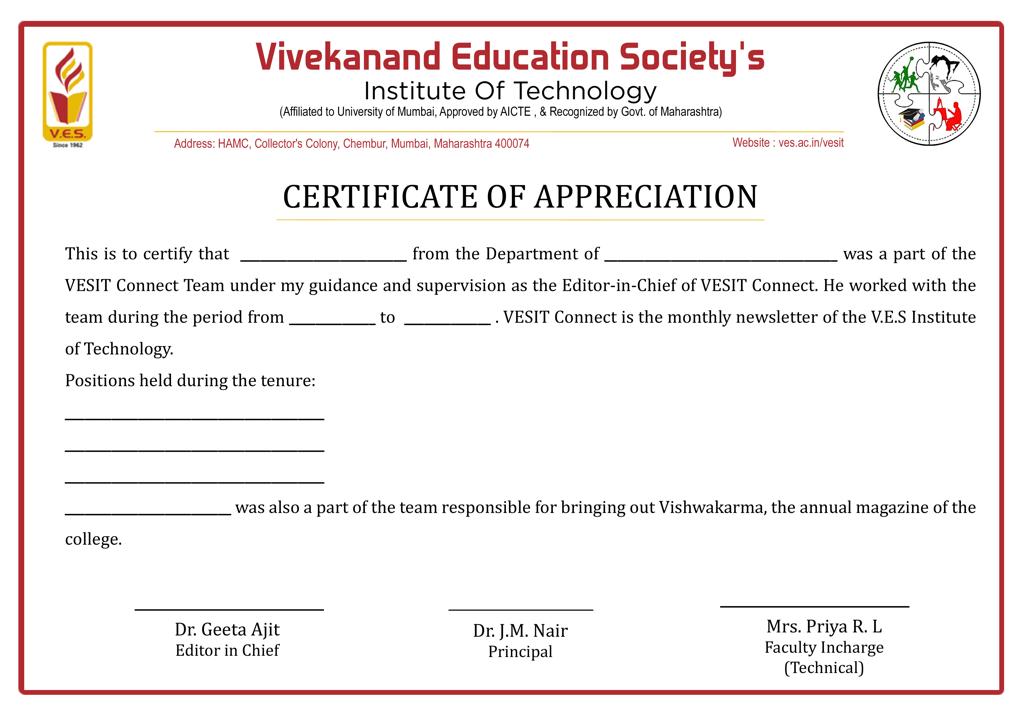 Vivekanand Education Society's
Institute Of Technology
(Affiliated to University of Mumbai, Approved by AICTE , & Recognized by Govt. of Maharashtra)
V.E.S.
Since 1962
Address: HAMC, Collector's Colony, Chembur, Mumbai, Maharashtra 400074
Website : ves.ac.in/vesit
CERTIFICATE OF APPRECIATION
This is to certify that ____________________ from the Department of ____________________________ was a part of the
VESIT Connect Team under my guidance and supervision as the Editor-in-Chief of VESIT Connect. He worked with the
team during the period from __________ to __________ . VESIT Connect is the monthly newsletter of the V.E.S Institute
of Technology.
Positions held during the tenure:
_______________________________
_______________________________
_______________________________
____________________ was also a part of the team responsible for bringing out Vishwakarma, the annual magazine of the
college.
Dr. Geeta Ajit
Editor in Chief
Dr. J.M. Nair
Principal
Mrs. Priya R. L
Faculty Incharge
(Technical)